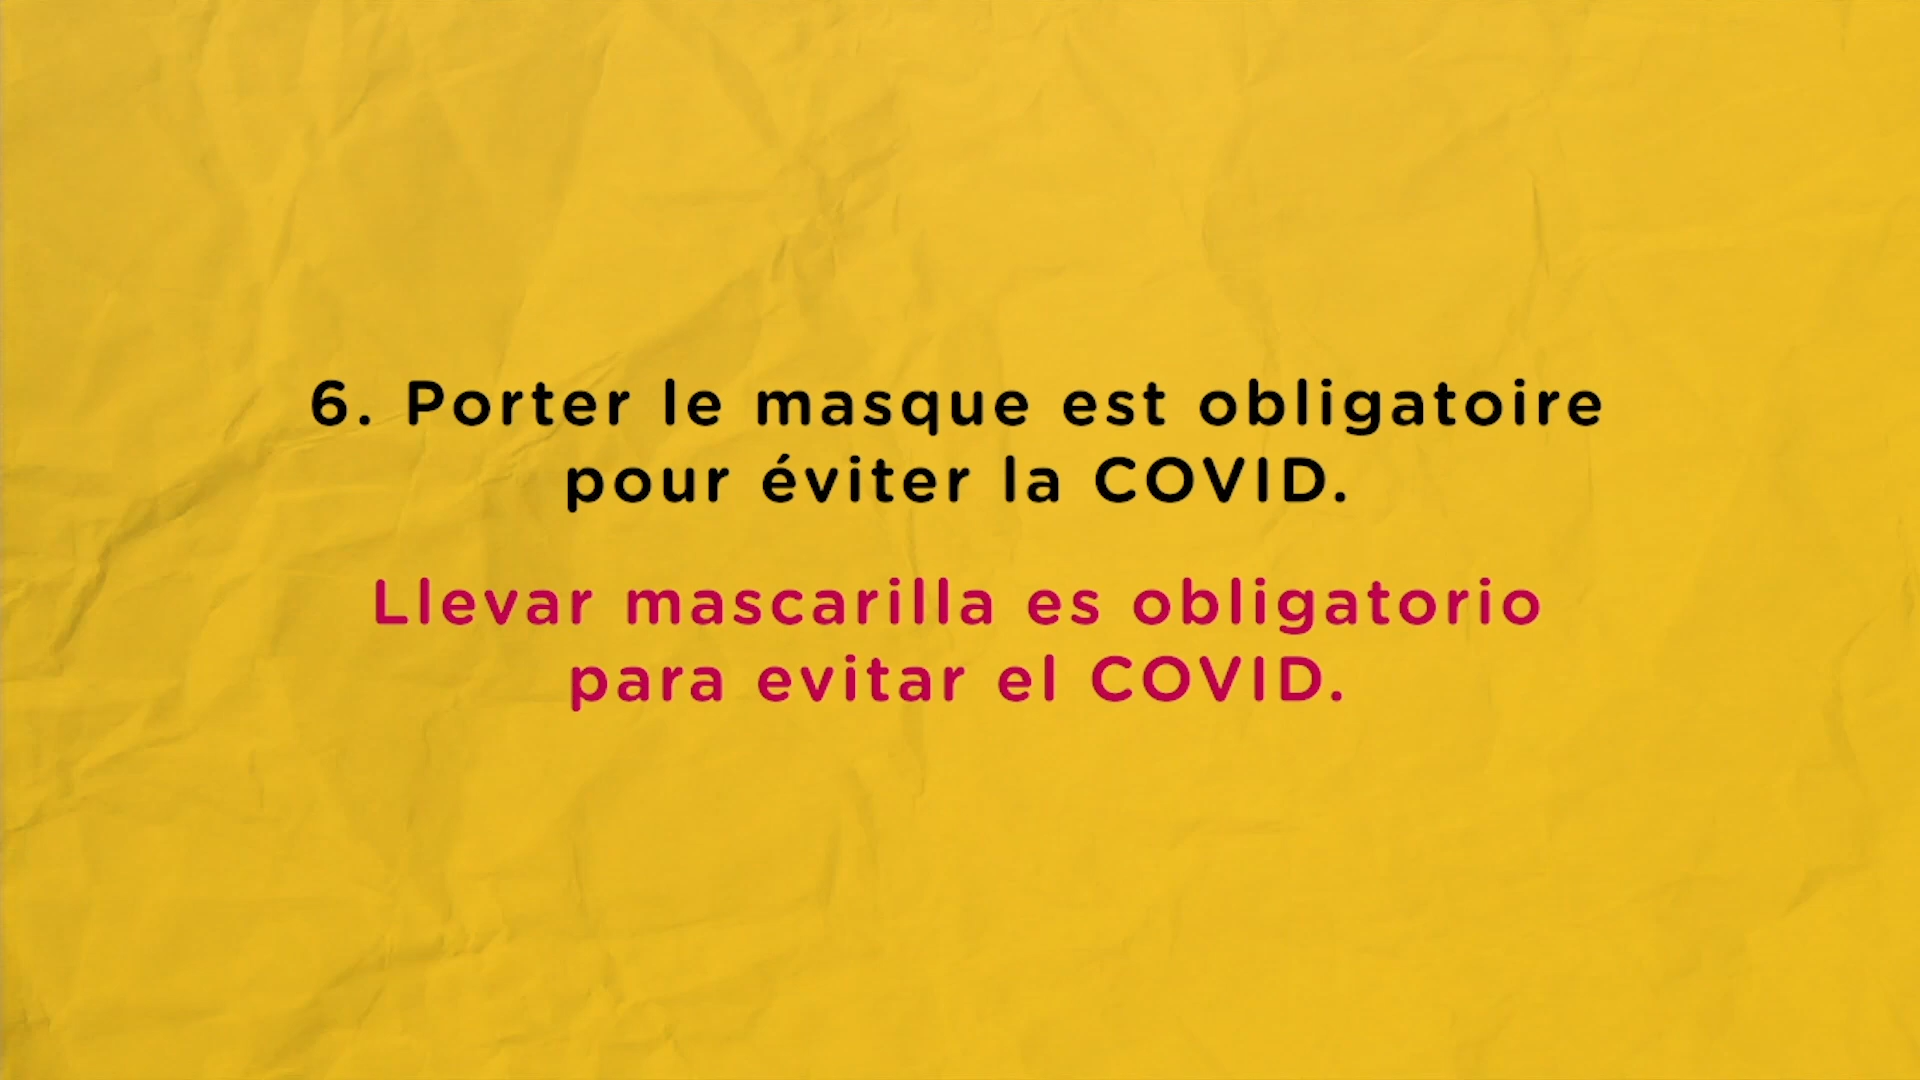 6. Porter le masque est obligatoire
pour éviter la COVID.
Llevar mascarilla es obligatorio
para evitar el COVID.